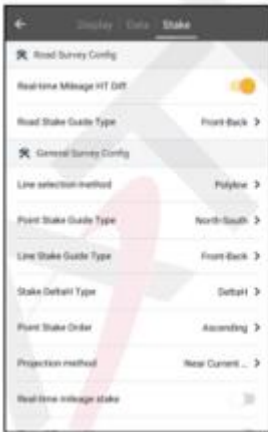 Display Data Stake
Road Survey Config
Real-time Mileage HT Diff
Road Stake Guide Type Front-Back
General Survey Config
Line selection method Polyline
Point Stake Guide Type North-South
Line Stake Guide Type Front-Back
Stake DeltaH Type DeltaH
Point Stake Order Ascending
Projection method Near Current ...
Real-time mileage stake